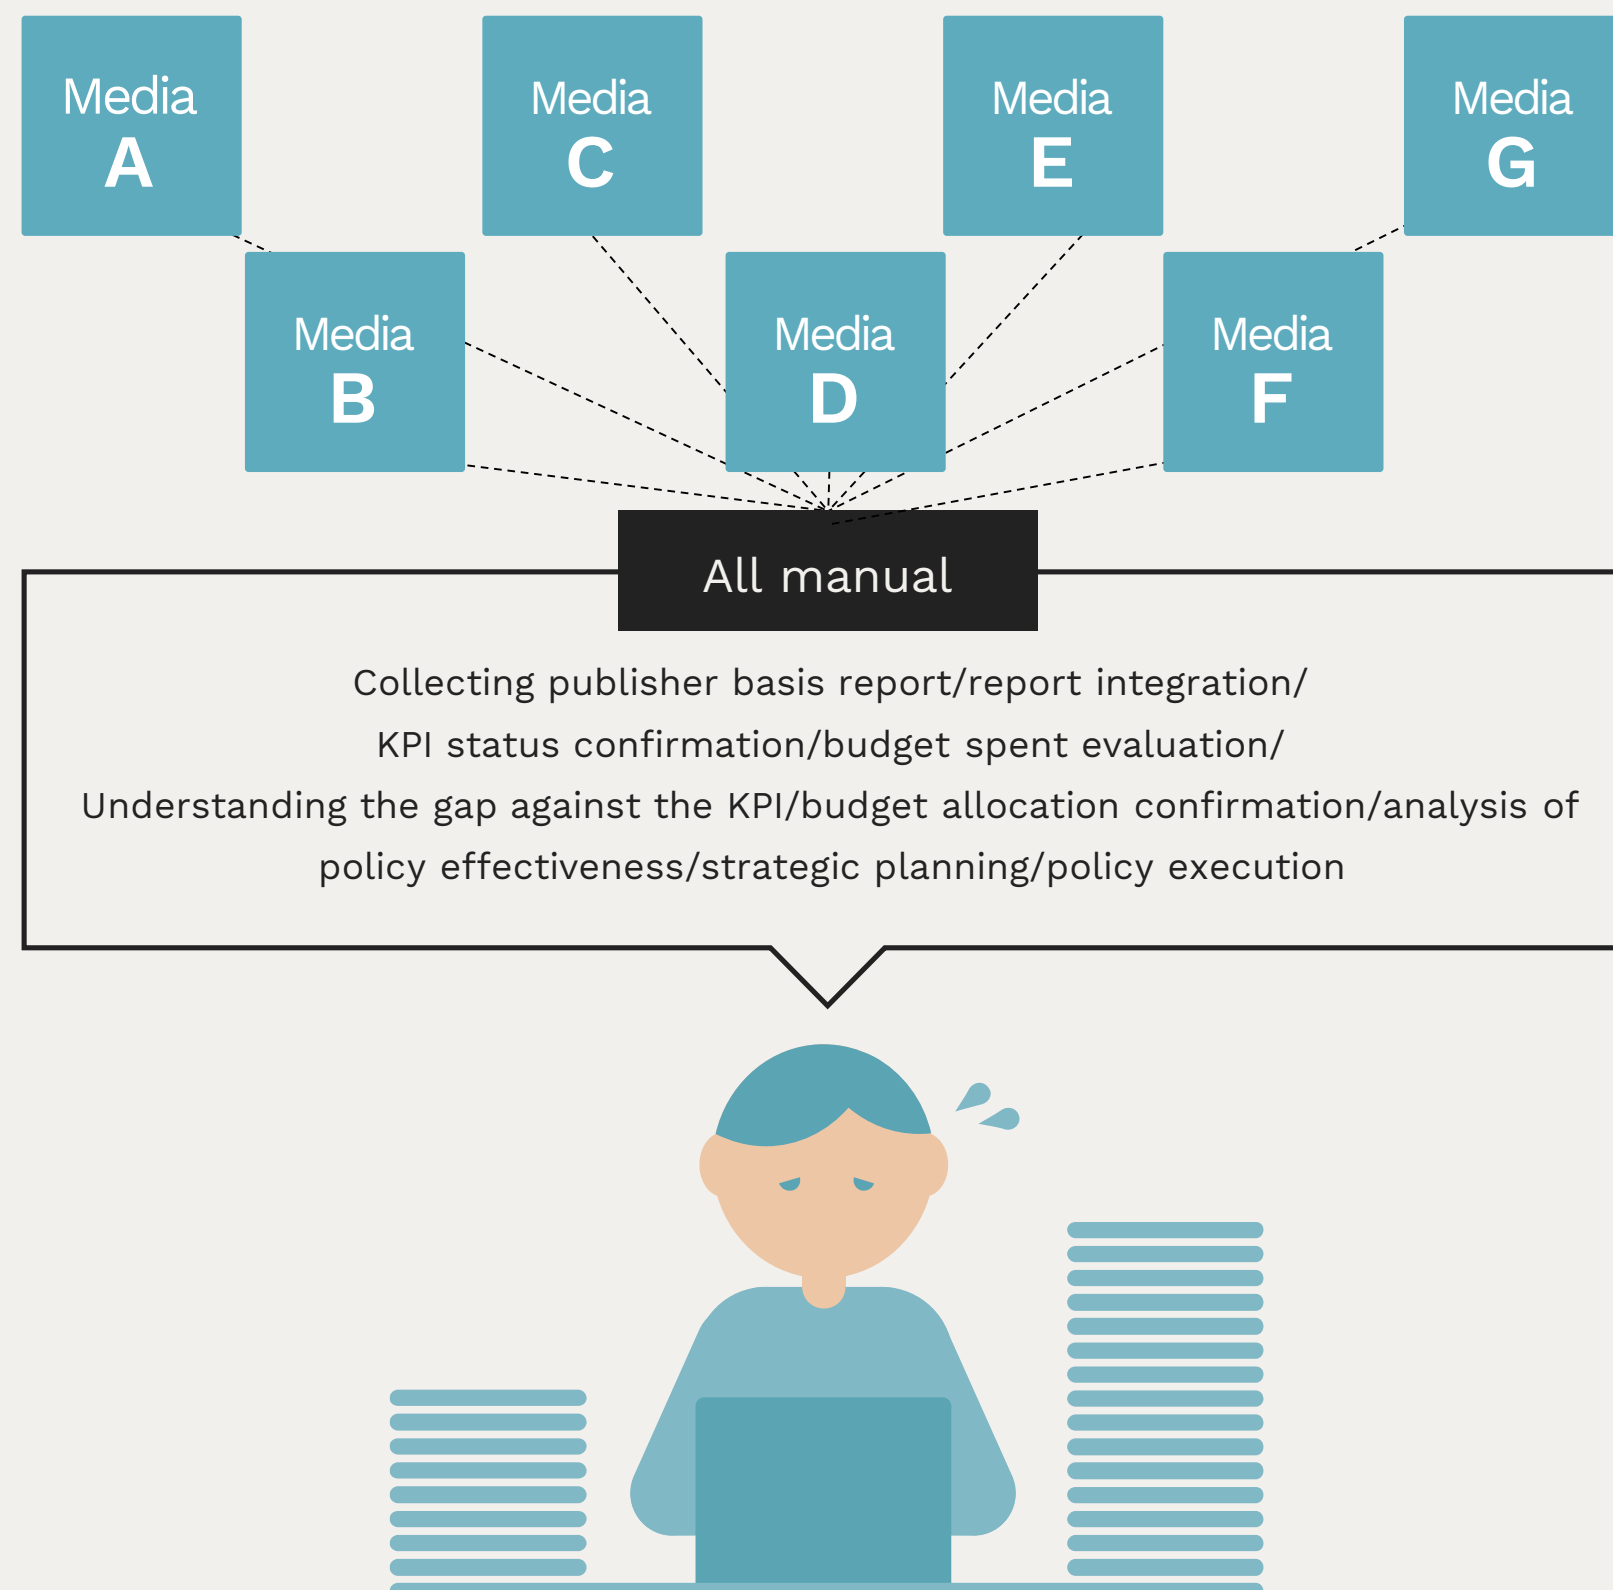 Media
A
Media
C
Media
E
Media
G
Media
B
Media
D
Media
F
All manual
Collecting publisher basis report/report integration/
KPI status confirmation/budget spent evaluation/
Understanding the gap against the KPI/budget allocation confirmation/analysis of
policy effectiveness/strategic planning/policy execution